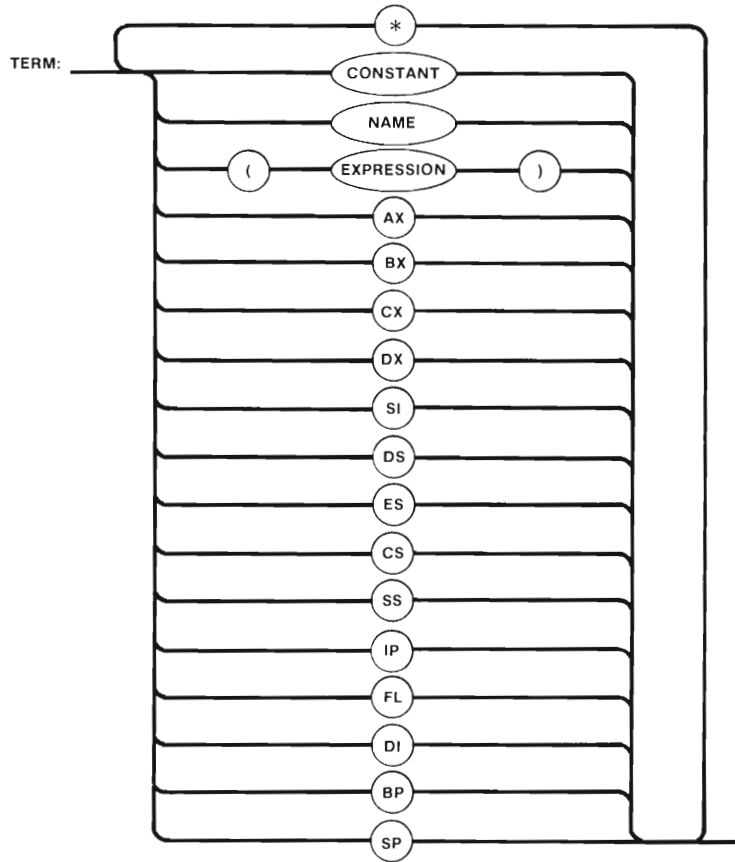 *
TERM: CONSTANT
NAME
( EXPRESSION )
AX
BX
CX
DX
SI
DS
ES
CS
SS
IP
FL
DI
BP
SP